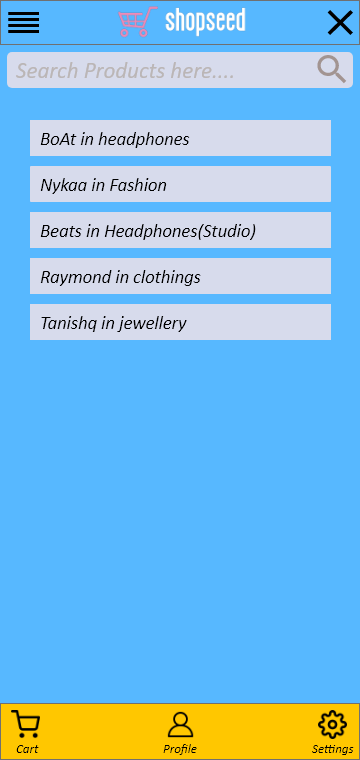 shopseed
Search Products here....
BoAt in headphones
Nykaa in Fashion
Beats in Headphones(Studio)
Raymond in clothings
Tanishq in jewellery
Cart Profile Settings